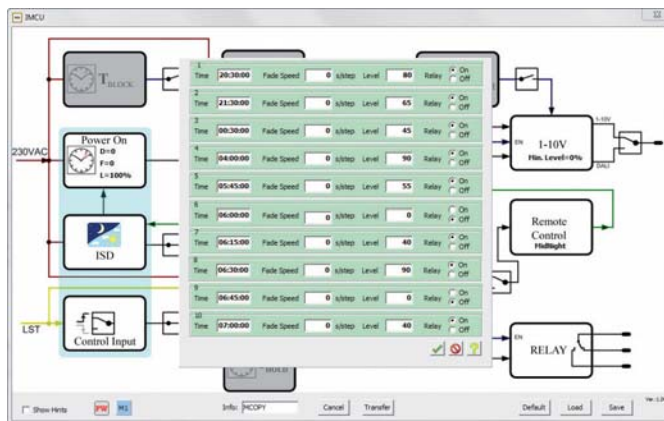 IMCU
TBLOCK
230VAC
Power On
D=0
F=0
L=100%
ISD
LST
Control Input
1
Time 20:30:00 Fade Speed 0 s/step Level 80 Relay On Off
2
Time 21:30:00 Fade Speed 0 s/step Level 65 Relay On Off
3
Time 00:30:00 Fade Speed 0 s/step Level 45 Relay On Off
4
Time 04:00:00 Fade Speed 0 s/step Level 90 Relay On Off
5
Time 05:45:00 Fade Speed 0 s/step Level 55 Relay On Off
6
Time 06:00:00 Fade Speed 0 s/step Level 0 Relay On Off
7
Time 06:15:00 Fade Speed 0 s/step Level 40 Relay On Off
8
Time 06:30:00 Fade Speed 0 s/step Level 90 Relay On Off
9
Time 06:45:00 Fade Speed 0 s/step Level 0 Relay On Off
10
Time 07:00:00 Fade Speed 0 s/step Level 40 Relay On Off
1-10V
EN
1-10V
Min. Level=0%
DALI
Remote
Control
Midlight
EN
RELAY
Show Hints
FW
M1
Info: MCOPY
Cancel
Transfer
Default
Load
Save